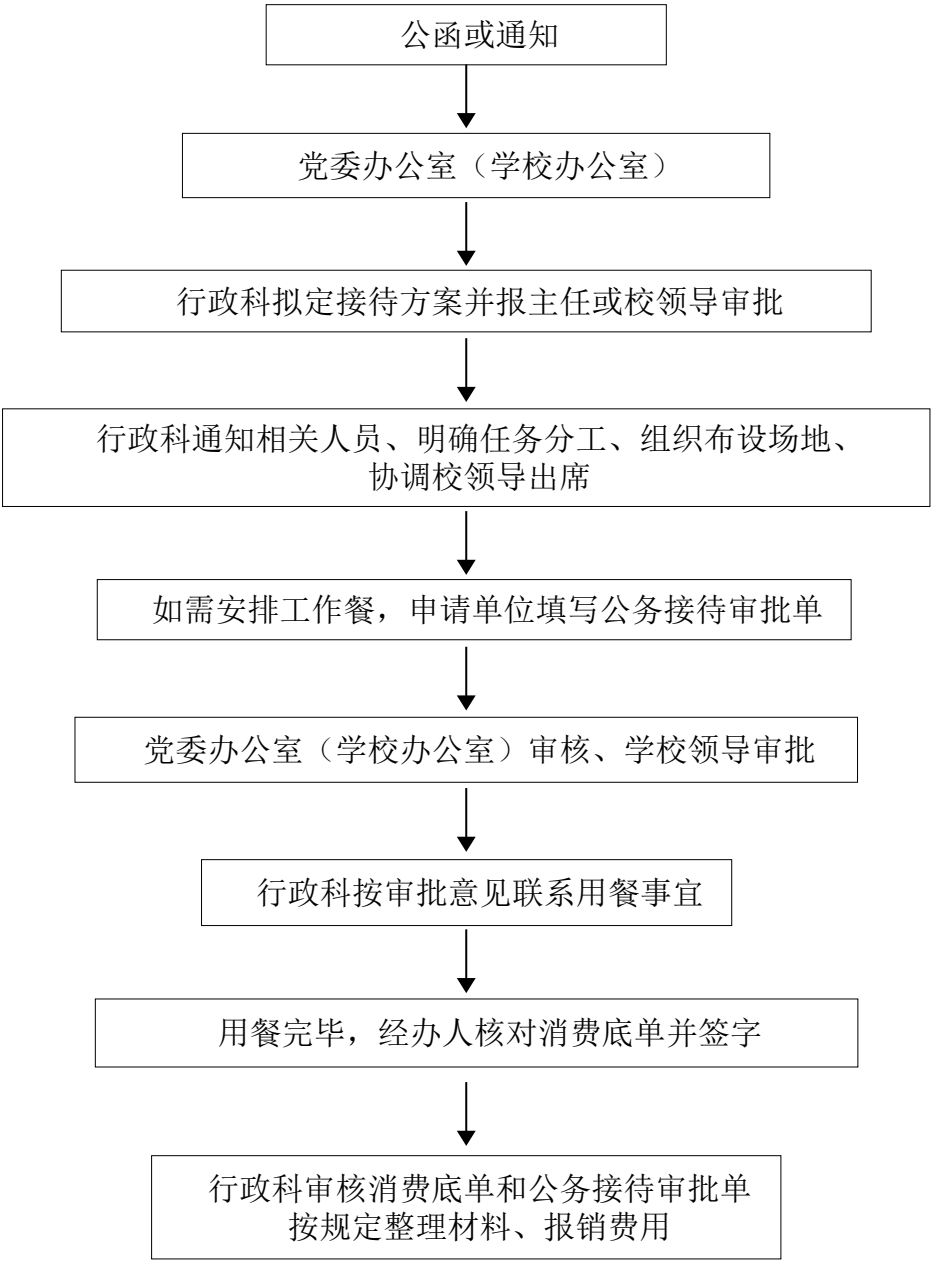 公函或通知
党委办公室（学校办公室）
行政科拟定接待方案并报主任或校领导审批
行政科通知相关人员、明确任务分工、组织布设场地、
协调校领导出席
如需安排工作餐，申请单位填写公务接待审批单
党委办公室（学校办公室）审核、学校领导审批
行政科按审批意见联系用餐事宜
用餐完毕，经办人核对消费底单并签字
行政科审核消费底单和公务接待审批单
按规定整理材料、报销费用